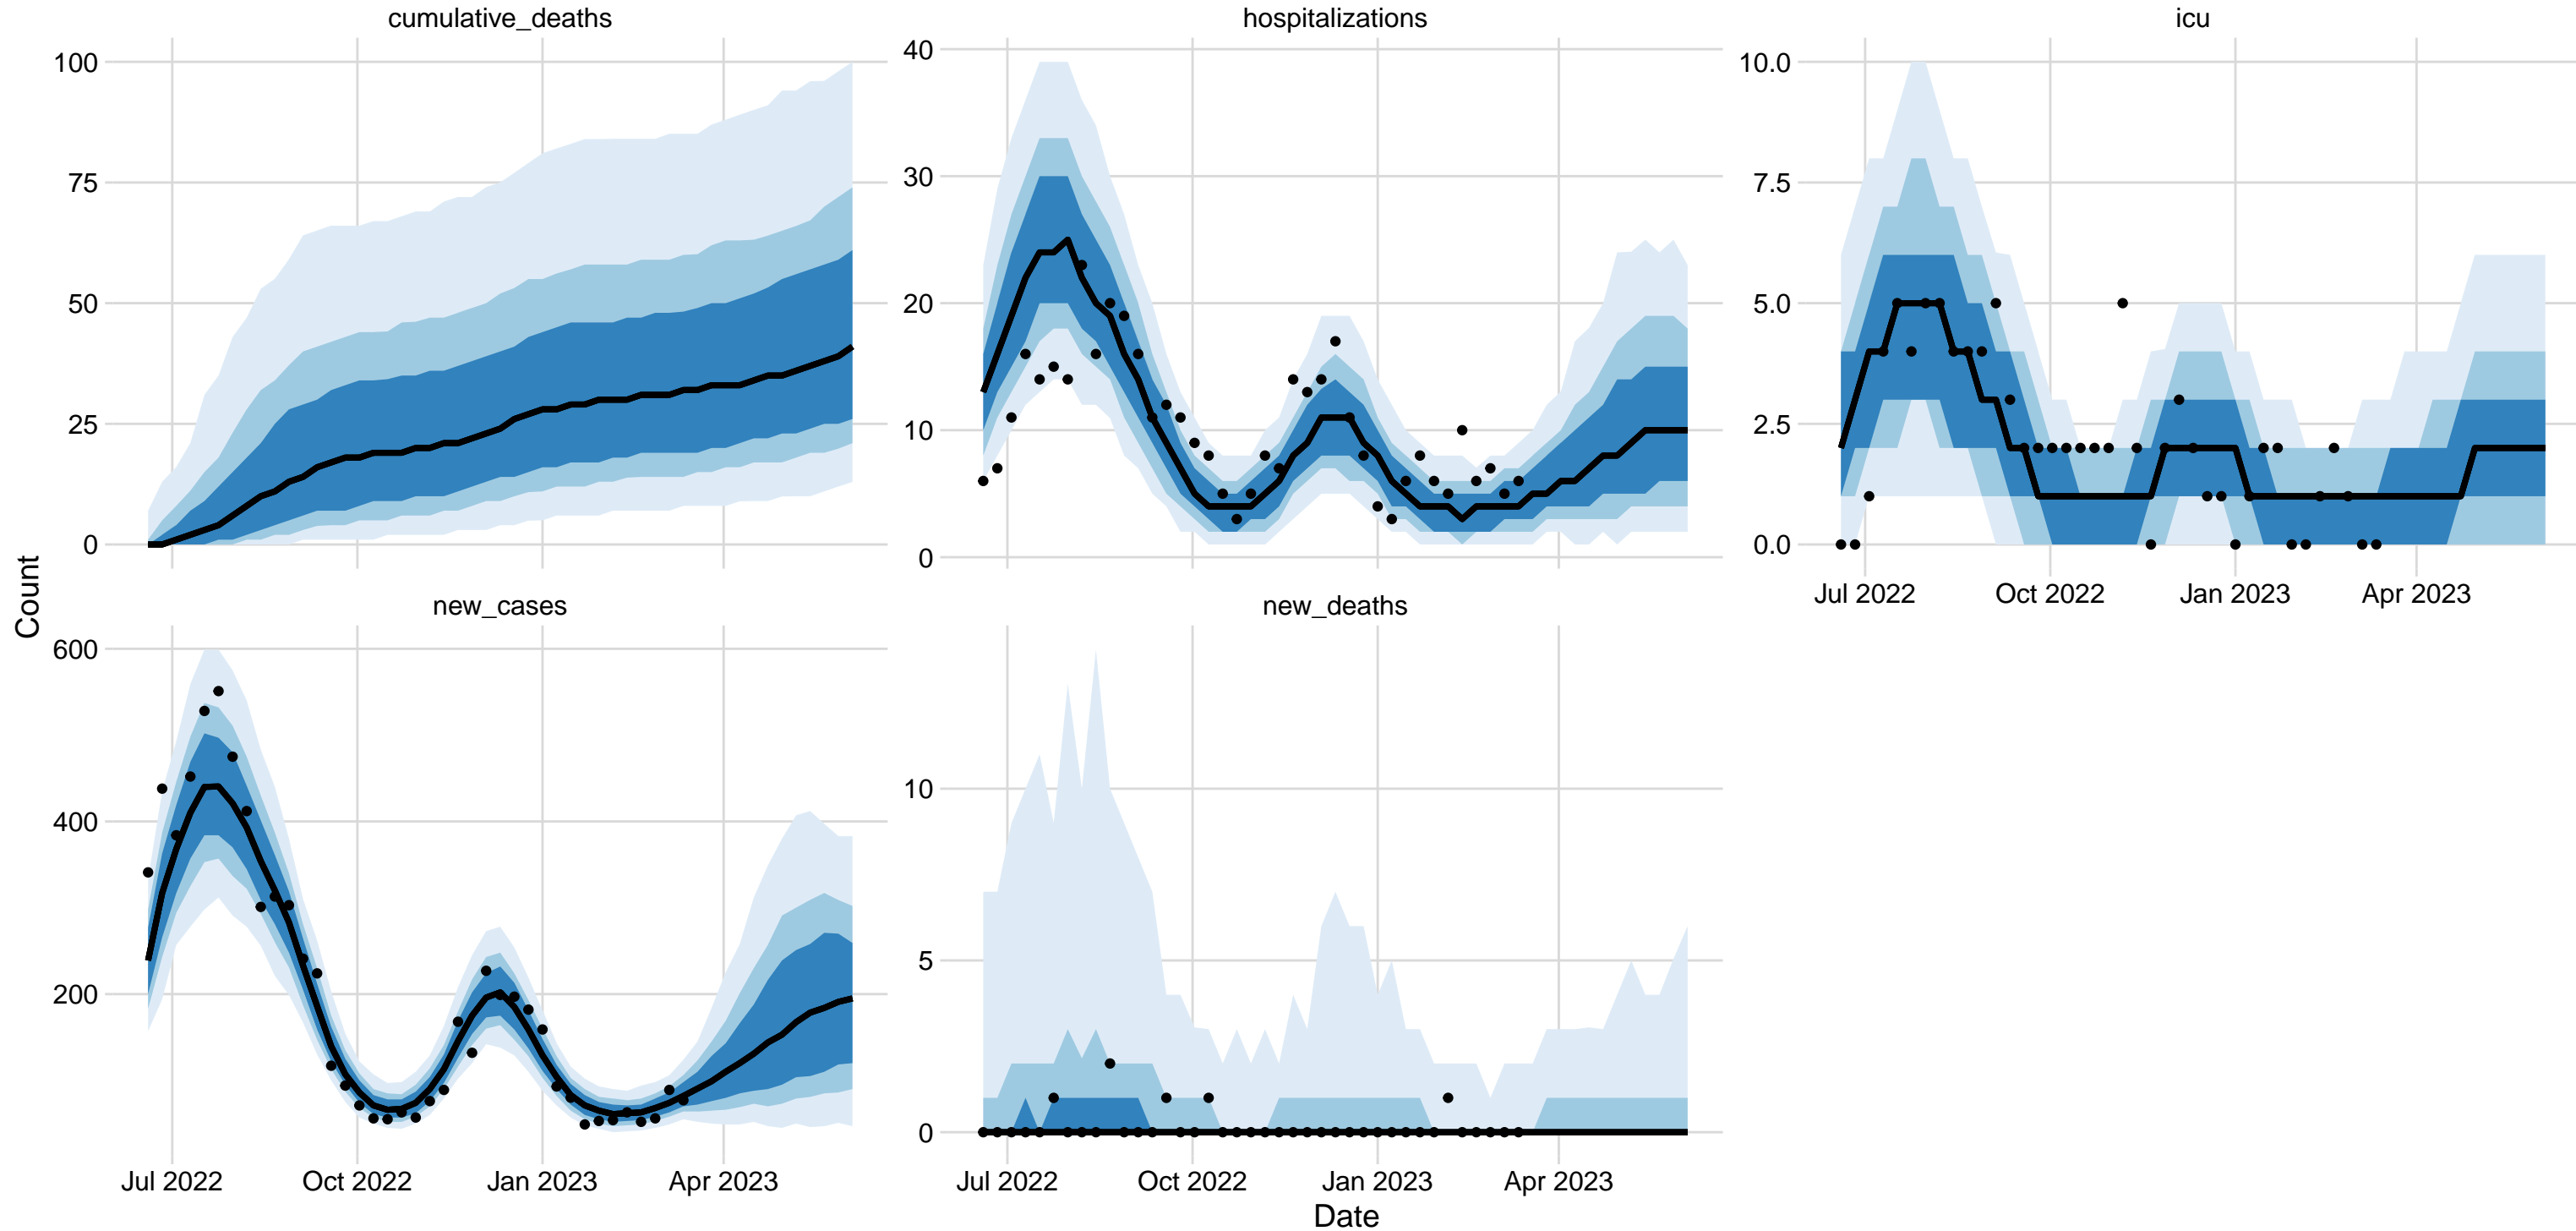 cumulative_deaths
hospitalizations
icu
100
75
50
25
0
40
30
20
10
0
10.0
7.5
5.0
2.5
0.0
Jul 2022 Oct 2022 Jan 2023 Apr 2023
Count
new_cases
new_deaths
600
400
200
10
5
0
Jul 2022 Oct 2022 Jan 2023 Apr 2023
Jul 2022 Oct 2022 Jan 2023 Apr 2023
Date